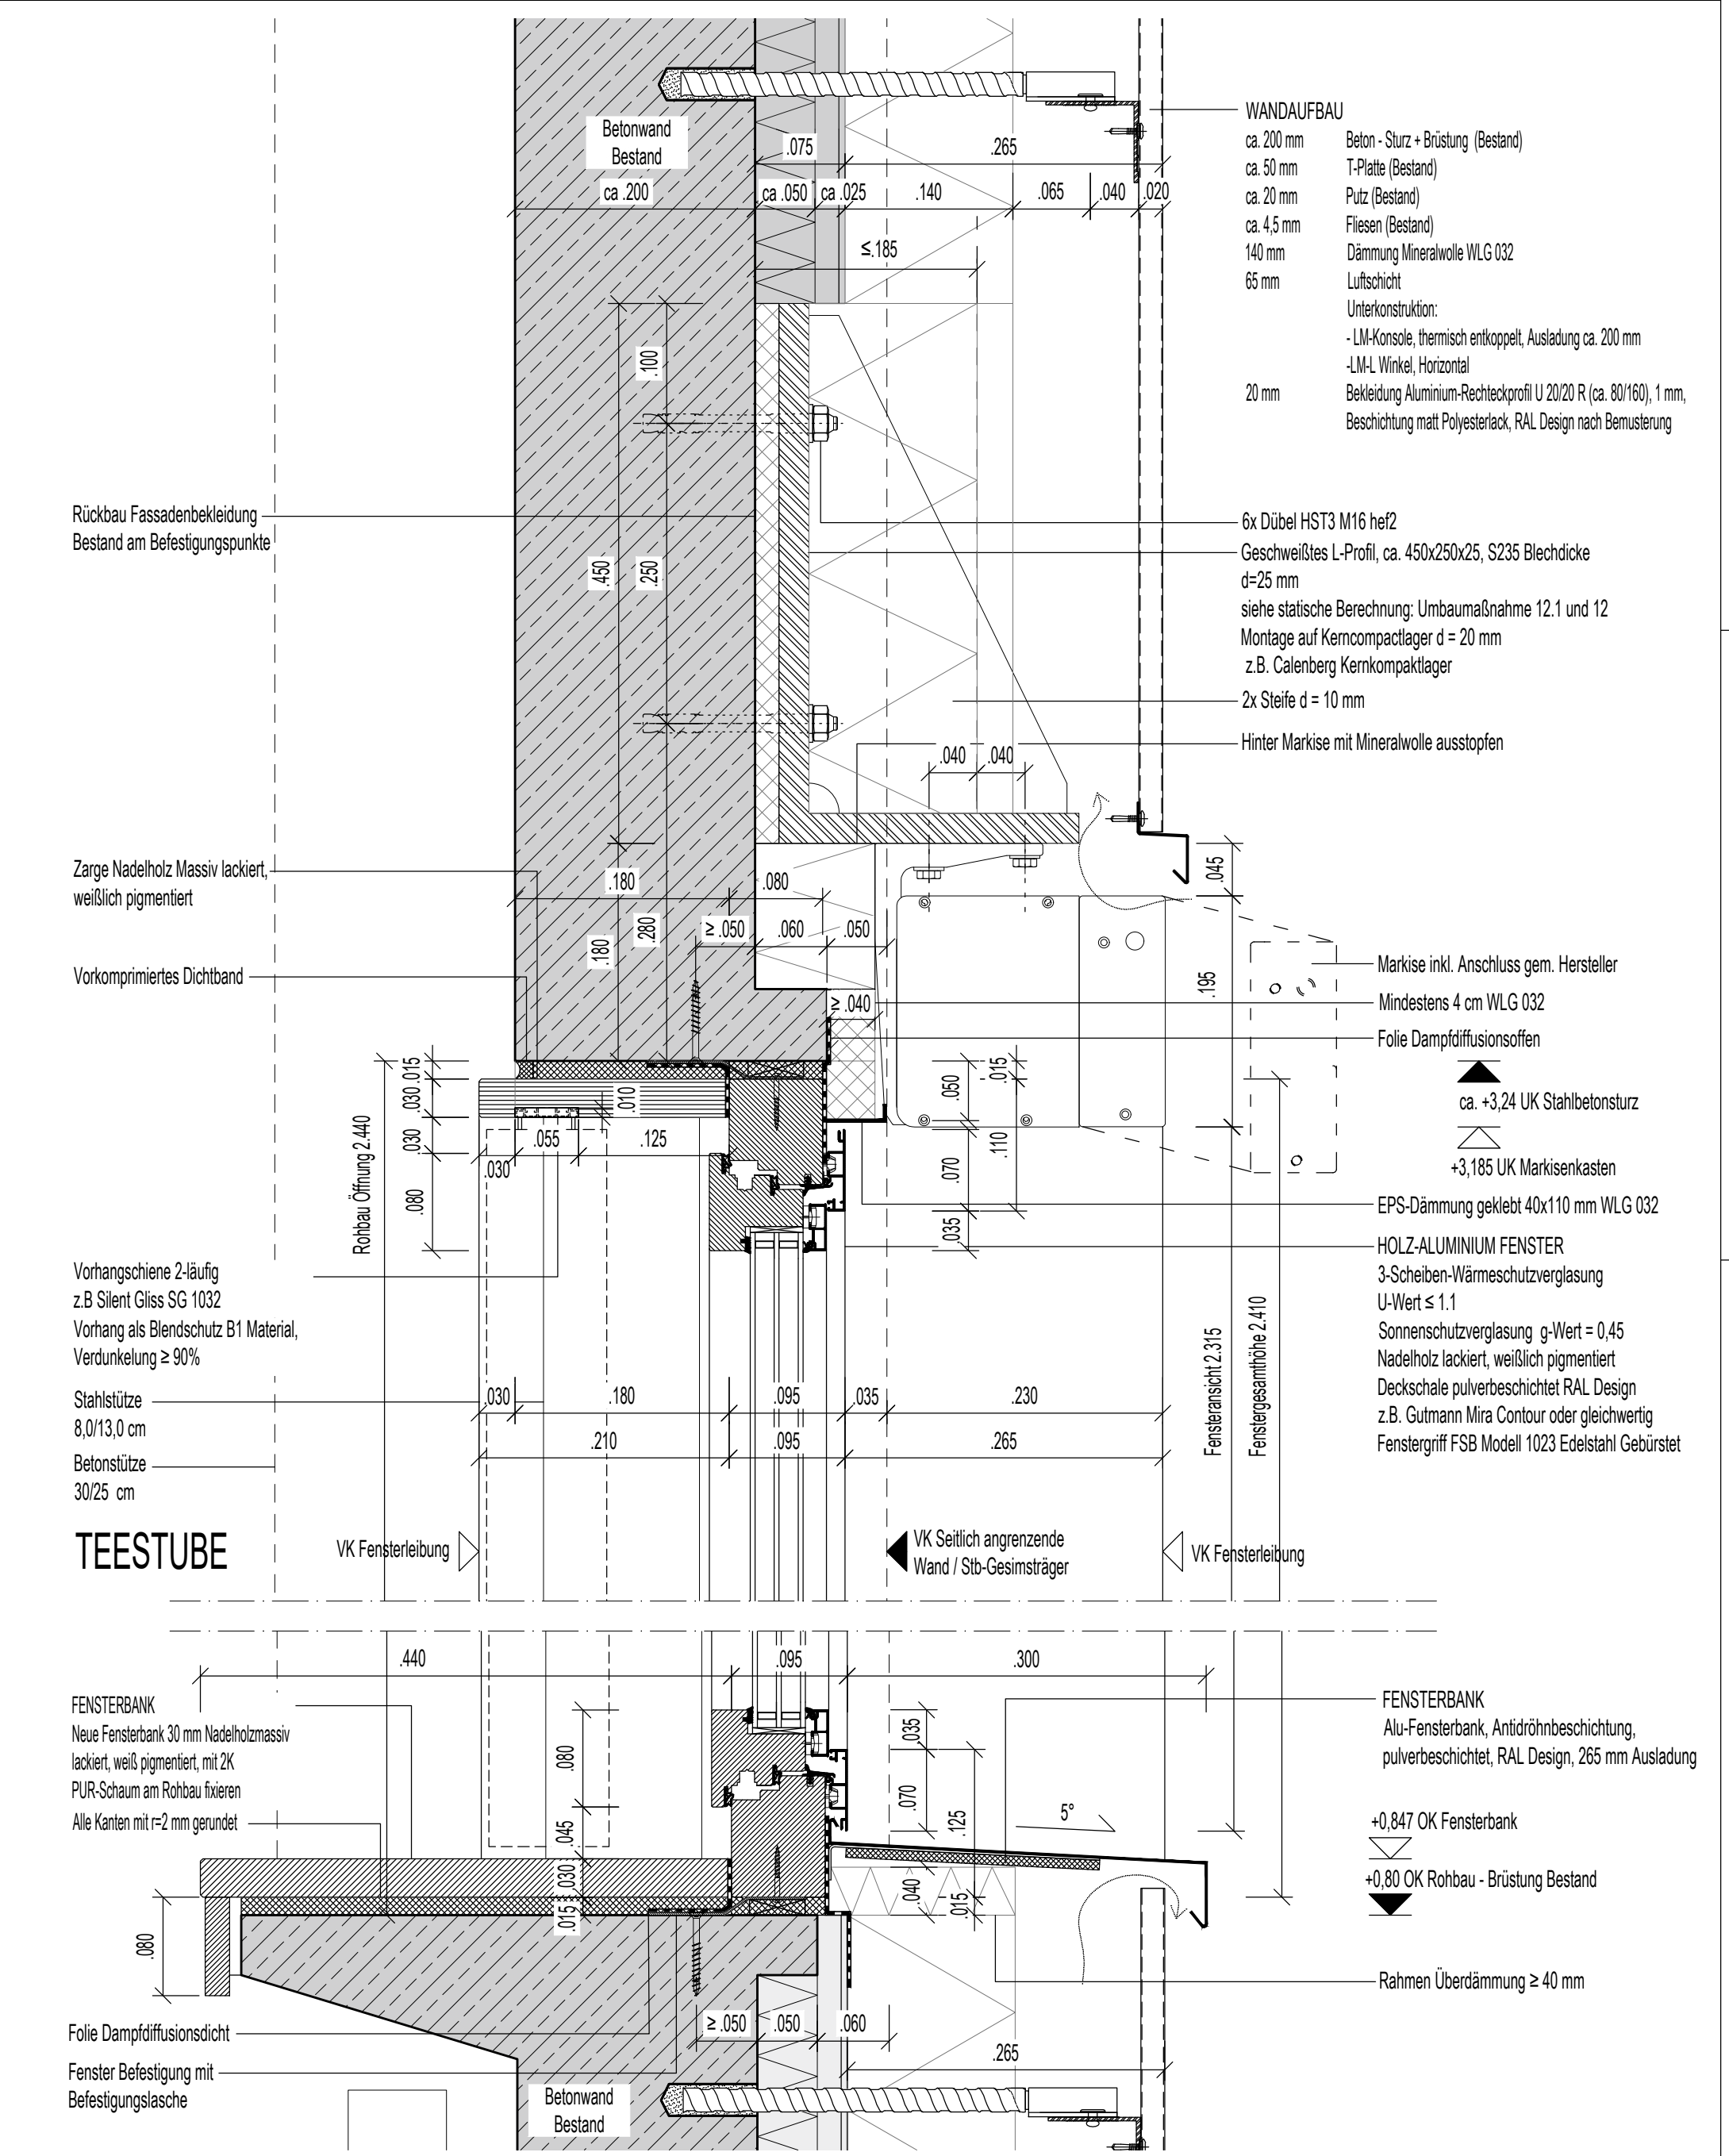 Betonwand
Bestand
.075
.265
ca .200
ca .050
ca .025
.140
.065
.040
.020
≤.185
WANDAUFBAU
ca. 200 mm Beton - Sturz + Brüstung (Bestand)
ca. 50 mm T-Platte (Bestand)
ca. 20 mm Putz (Bestand)
ca. 4,5 mm Fliesen (Bestand)
140 mm Dämmung Mineralwolle WLG 032
65 mm Luftschicht
Unterkonstruktion:
- LM-Konsole, thermisch entkoppelt, Ausladung ca. 200 mm
-LM-L Winkel, Horizontal
20 mm Bekleidung Aluminium-Rechteckprofil U 20/20 R (ca. 80/160), 1 mm,
Beschichtung matt Polyesterlack, RAL Design nach Bemusterung
.100
.450
.250
Rückbau Fassadenbekleidung
Bestand am Befestigungspunkte
6x Dübel HST3 M16 hef2
Geschweißtes L-Profil, ca. 450x250x25, S235 Blechdicke
d=25 mm
siehe statische Berechnung: Umbaumaßnahme 12.1 und 12
Montage auf Kerncompactlager d = 20 mm
z.B. Calenberg Kernkompaktlager
2x Steife d = 10 mm
Hinter Markise mit Mineralwolle ausstopfen
.040
.040
Zarge Nadelholz Massiv lackiert,
weißlich pigmentiert
.180
.080
.045
.180
.280
≥ .050
.060
.050
Vorkomprimiertes Dichtband
≥ .040
.195
Markise inkl. Anschluss gem. Hersteller
Mindestens 4 cm WLG 032
Folie Dampfdiffusionsoffen
ca. +3,24 UK Stahlbetonsturz
+3,185 UK Markisenkasten
EPS-Dämmung geklebt 40x110 mm WLG 032
.015
.030
.030
.080
.010
.055
.125
.030
.050
.015
.110
.070
.035
Rohbau Öffnung 2.440
HOLZ-ALUMINIUM FENSTER
3-Scheiben-Wärmeschutzverglasung
U-Wert ≤ 1.1
Sonnenschutzverglasung g-Wert = 0,45
Nadelholz lackiert, weißlich pigmentiert
Deckschale pulverbeschichtet RAL Design
z.B. Gutmann Mira Contour oder gleichwertig
Fenstergriff FSB Modell 1023 Edelstahl Gebürstet
Vorhangschiene 2-läufig
z.B Silent Gliss SG 1032
Vorhang als Blendschutz B1 Material,
Verdunkelung ≥ 90%
Stahlstütze
8,0/13,0 cm
Betonstütze
30/25 cm
Fensteransicht 2.315
Fenstergesamthöhe 2.410
.030
.180
.095
.035
.230
.210
.095
.265
TEESTUBE
VK Fensterleibung
VK Seitlich angrenzende
Wand / Stb-Gesimsträger
VK Fensterleibung
.440
.095
.300
FENSTERBANK
Neue Fensterbank 30 mm Nadelholzmassiv
lackiert, weiß pigmentiert, mit 2K
PUR-Schaum am Rohbau fixieren
Alle Kanten mit r=2 mm gerundet
FENSTERBANK
Alu-Fensterbank, Antidröhnbeschichtung,
pulverbeschichtet, RAL Design, 265 mm Ausladung
.080
.045
.030
.015
.035
.070
.125
5°
.040
.015
+0,847 OK Fensterbank
+0,80 OK Rohbau - Brüstung Bestand
.080
Rahmen Überdämmung ≥ 40 mm
Folie Dampfdiffusionsdicht
Fenster Befestigung mit
Befestigungslasche
≥ .050
.050
.060
.265
Betonwand
Bestand